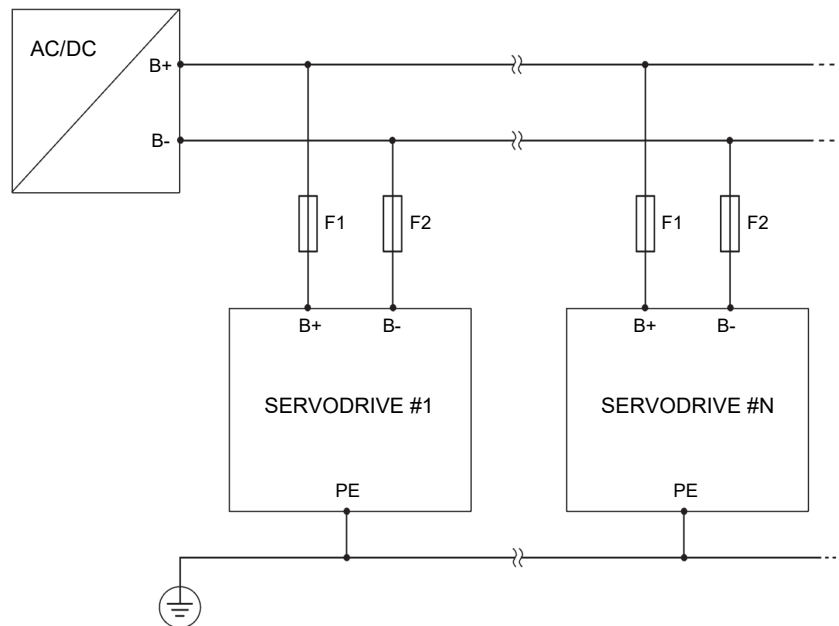 AC/DC
B+
B-
F1
F2
F1
F2
B+
B-
B+
B-
SERVODRIVE #1
SERVODRIVE #N
PE
PE